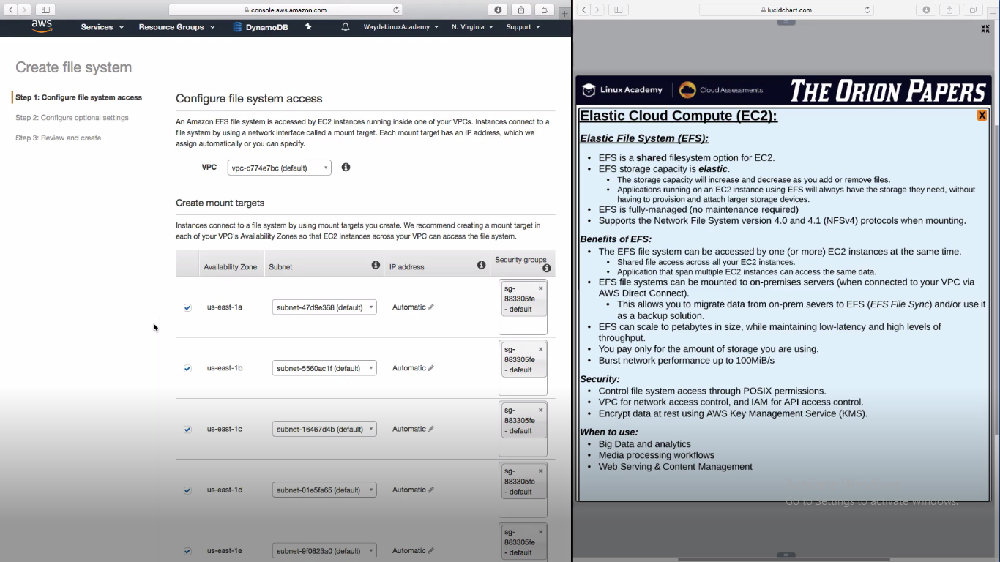 console.aws.amazon.com
aws
Services
Resource Groups
DynamoDB
WaydeLinuxAcademy
N. Virginia
Support
Create file system
Step 1: Configure file system access
Step 2: Configure optional settings
Step 3: Review and create
Configure file system access
An Amazon EFS file system is accessed by EC2 instances running inside one of your VPCs. Instances connect to a
file system by using a network interface called a mount target. Each mount target has an IP address, which we
assign automatically or you can specify.
VPC
vpc-c774e7bc (default)
Create mount targets
Instances connect to a file system by using mount targets you create. We recommend creating a mount target in
each of your VPC's Availability Zones so that EC2 instances across your VPC can access the file system.
Availability Zone
Subnet
IP address
Security groups
us-east-1a
subnet-47d9e368 (default)
Automatic
sg-
883305fe
- default
us-east-1b
subnet-5560ac1f (default)
Automatic
sg-
883305fe
- default
us-east-1c
subnet-16467d4b (default)
Automatic
sg-
883305fe
- default
us-east-1d
subnet-01e5fa65 (default)
Automatic
sg-
883305fe
- default
us-east-1e
subnet-9f0823a0 (default)
Automatic
sg-
883305fe
- default
lucidchart.com
Linux Academy
Cloud Assessments
THE ORION PAPERS
Elastic Cloud Compute (EC2):
X
Elastic File System (EFS):
• EFS is a shared filesystem option for EC2.
• EFS storage capacity is elastic.
• The storage capacity will increase and decrease as you add or remove files.
• Applications running on an EC2 instance using EFS will always have the storage they need, without
having to provision and attach larger storage devices.
• EFS is fully-managed (no maintenance required)
• Supports the Network File System version 4.0 and 4.1 (NFSv4) protocols when mounting.
Benefits of EFS:
• The EFS file system can be accessed by one (or more) EC2 instances at the same time.
• Shared file access across all your EC2 instances.
• Application that span multiple EC2 instances can access the same data.
• EFS file systems can be mounted to on-premises servers (when connected to your VPC via
AWS Direct Connect).
• This allows you to migrate data from on-prem severs to EFS (EFS File Sync) and/or use it
as a backup solution.
• EFS can scale to petabytes in size, while maintaining low-latency and high levels of
throughput.
• You pay only for the amount of storage you are using.
• Burst network performance up to 100MiB/s
Security:
• Control file system access through POSIX permissions.
• VPC for network access control, and IAM for API access control.
• Encrypt data at rest using AWS Key Management Service (KMS).
When to use:
• Big Data and analytics
• Media processing workflows
• Web Serving & Content Management
Go to Settings to activate Windows.